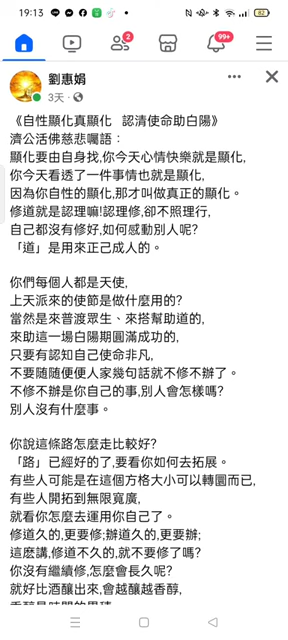 19:13
82
2
99+
劉惠娟
3天
《自性顯化真顯化　認清使命助白陽》
濟公活佛慈悲囑語：
顯化要由自身找,你今天心情快樂就是顯化,
你今天看透了一件事情也就是顯化,
因為你自性的顯化,那才叫做真正的顯化。
修道就是認理嘛!認理修,卻不照理行,
自己都沒有修好,如何感動別人呢?
「道」是用來正己成人的。
你們每個人都是天使,
上天派來的使節是做什麼用的?
當然是來普渡眾生、來搭幫助道的,
來助這一場白陽期圓滿成功的,
只要有認知自己使命非凡,
不要隨隨便便人家幾句話就不修不辦了。
不修不辦是你自己的事,別人會怎樣嗎?
別人沒有什麼事。
你說這條路怎麼走比較好?
「路」已經好的了,要看你如何去拓展。
有些人可能是在這個方格大小可以轉圜而已,
有些人開拓到無限寬廣,
就看你怎麼去運用你自己了。
修道久的,更要修;辦道久的,更要辦;
這麽講,修道不久的,就不要修了嗎?
你沒有繼續修,怎麼會長久呢?
就好比酒釀出來,會越釀越香醇,